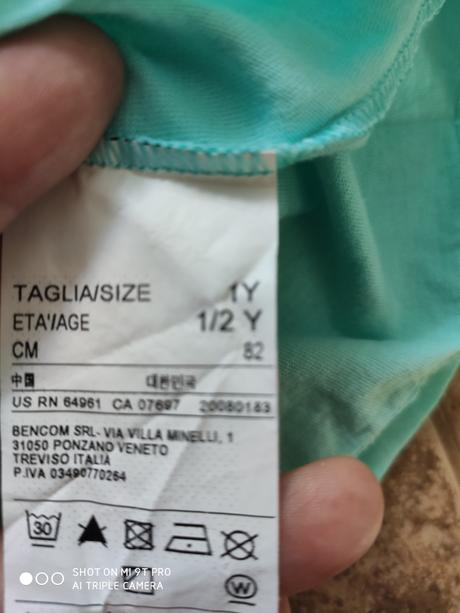 TAGLIA/SIZE 1Y
ETA'/AGE 1/2 Y
CM 82
中国 대한민국
US RN 64961 CA 07697 20080183
BENCOM SRL- VIA VILLA MINELLI, 1
31050 PONZANO VENETO
TREVISO ITALIA
P.IVA 03490770264
30
W
SHOT ON MI 9T PRO
AI TRIPLE CAMERA